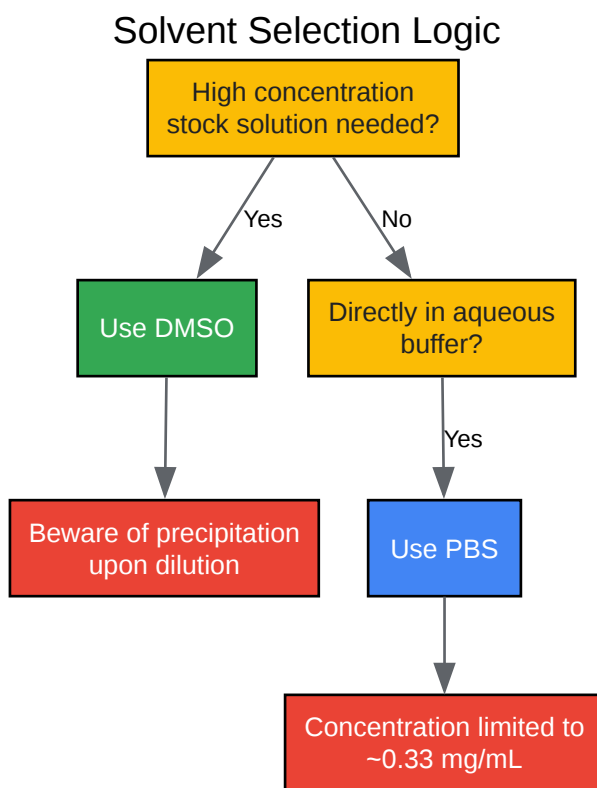 Solvent Selection Logic
High concentration
stock solution needed?
Yes
No
Use DMSO
Directly in aqueous
buffer?
Yes
Beware of precipitation
upon dilution
Use PBS
Concentration limited to
~0.33 mg/mL